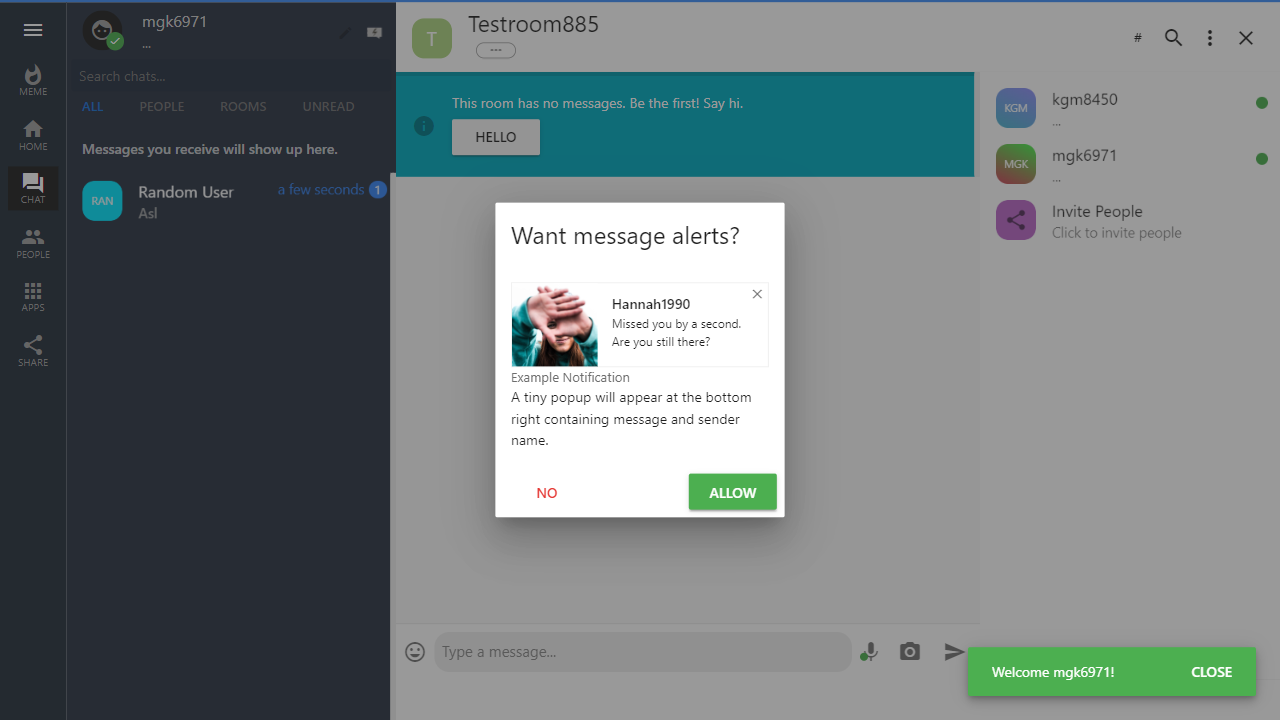 MEME
HOME
CHAT
PEOPLE
APPS
SHARE
mgk6971
...
Search chats...
ALL PEOPLE ROOMS UNREAD
Messages you receive will show up here.
RAN
Random User
a few seconds 1
Asl
T
Testroom885
---
#
This room has no messages. Be the first! Say hi.
HELLO
Want message alerts?
Hannah1990
Missed you by a second.
Are you still there?
Example Notification
A tiny popup will appear at the bottom
right containing message and sender
name.
NO
ALLOW
Type a message...
KGM
kgm8450
...
MGK
mgk6971
...
Invite People
Click to invite people
Welcome mgk6971!
CLOSE